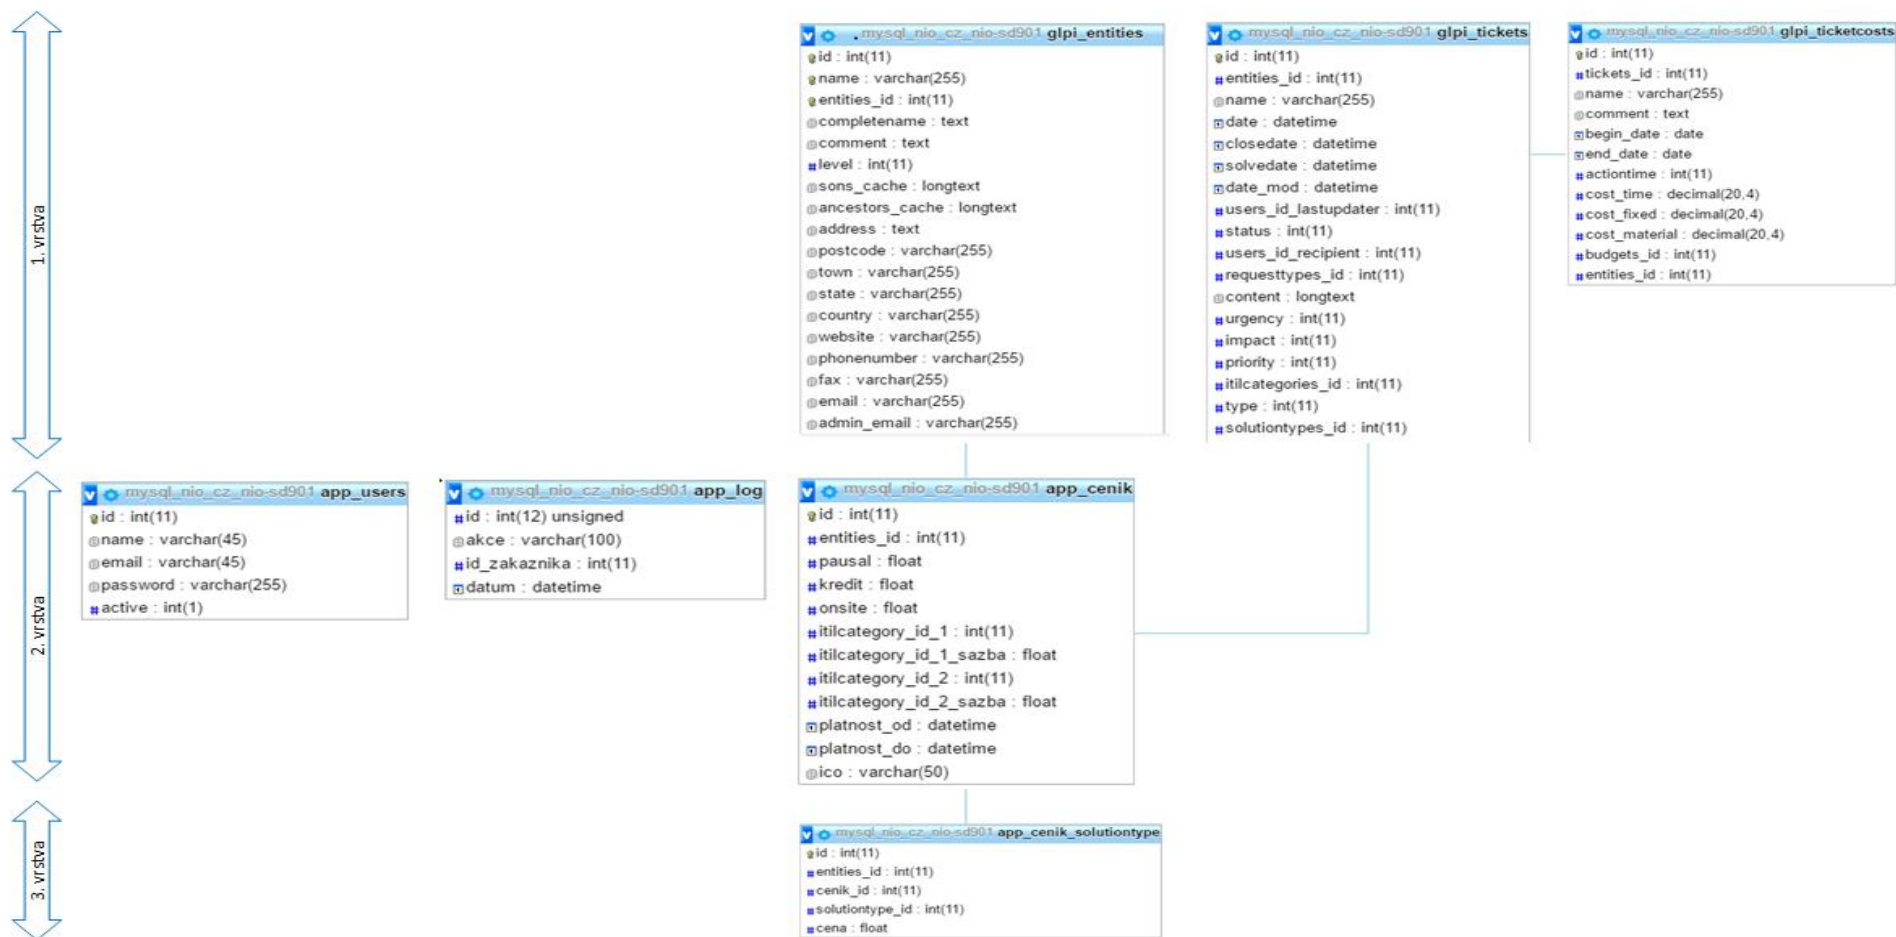 1. vrstva
mysql_nio_cz_nio-sd901 glpi_entities
id : int(11)
name : varchar(255)
entities_id : int(11)
completename : text
comment : text
level : int(11)
sons_cache : longtext
ancestors_cache : longtext
address : text
postcode : varchar(255)
town : varchar(255)
state : varchar(255)
country : varchar(255)
website : varchar(255)
phonenumber : varchar(255)
fax : varchar(255)
email : varchar(255)
admin_email : varchar(255)
mysql_nio_cz_nio-sd901 glpi_tickets
id : int(11)
entities_id : int(11)
name : varchar(255)
date : datetime
closedate : datetime
solvedate : datetime
date_mod : datetime
users_id_lastupdater : int(11)
status : int(11)
users_id_recipient : int(11)
requesttypes_id : int(11)
content : longtext
urgency : int(11)
impact : int(11)
priority : int(11)
itilcategories_id : int(11)
type : int(11)
solutiontypes_id : int(11)
mysql_nio_cz_nio-sd901 glpi_ticketcosts
id : int(11)
tickets_id : int(11)
name : varchar(255)
comment : text
begin_date : date
end_date : date
actiontime : int(11)
cost_time : decimal(20,4)
cost_fixed : decimal(20,4)
cost_material : decimal(20,4)
budgets_id : int(11)
entities_id : int(11)
2. vrstva
mysql_nio_cz_nio-sd901 app_users
id : int(11)
name : varchar(45)
email : varchar(45)
password : varchar(255)
active : int(1)
mysql_nio_cz_nio-sd901 app_log
id : int(12) unsigned
akce : varchar(100)
id_zakaznika : int(11)
datum : datetime
mysql_nio_cz_nio-sd901 app_cenik
id : int(11)
entities_id : int(11)
pausal : float
kredit : float
onsite : float
itilcategory_id_1 : int(11)
itilcategory_id_1_sazba : float
itilcategory_id_2 : int(11)
itilcategory_id_2_sazba : float
platnost_od : datetime
platnost_do : datetime
ico : varchar(50)
3. vrstva
mysql_nio_cz_nio-sd901 app_cenik_solutiontype
id : int(11)
entities_id : int(11)
cenik_id : int(11)
solutiontype_id : int(11)
cena : float